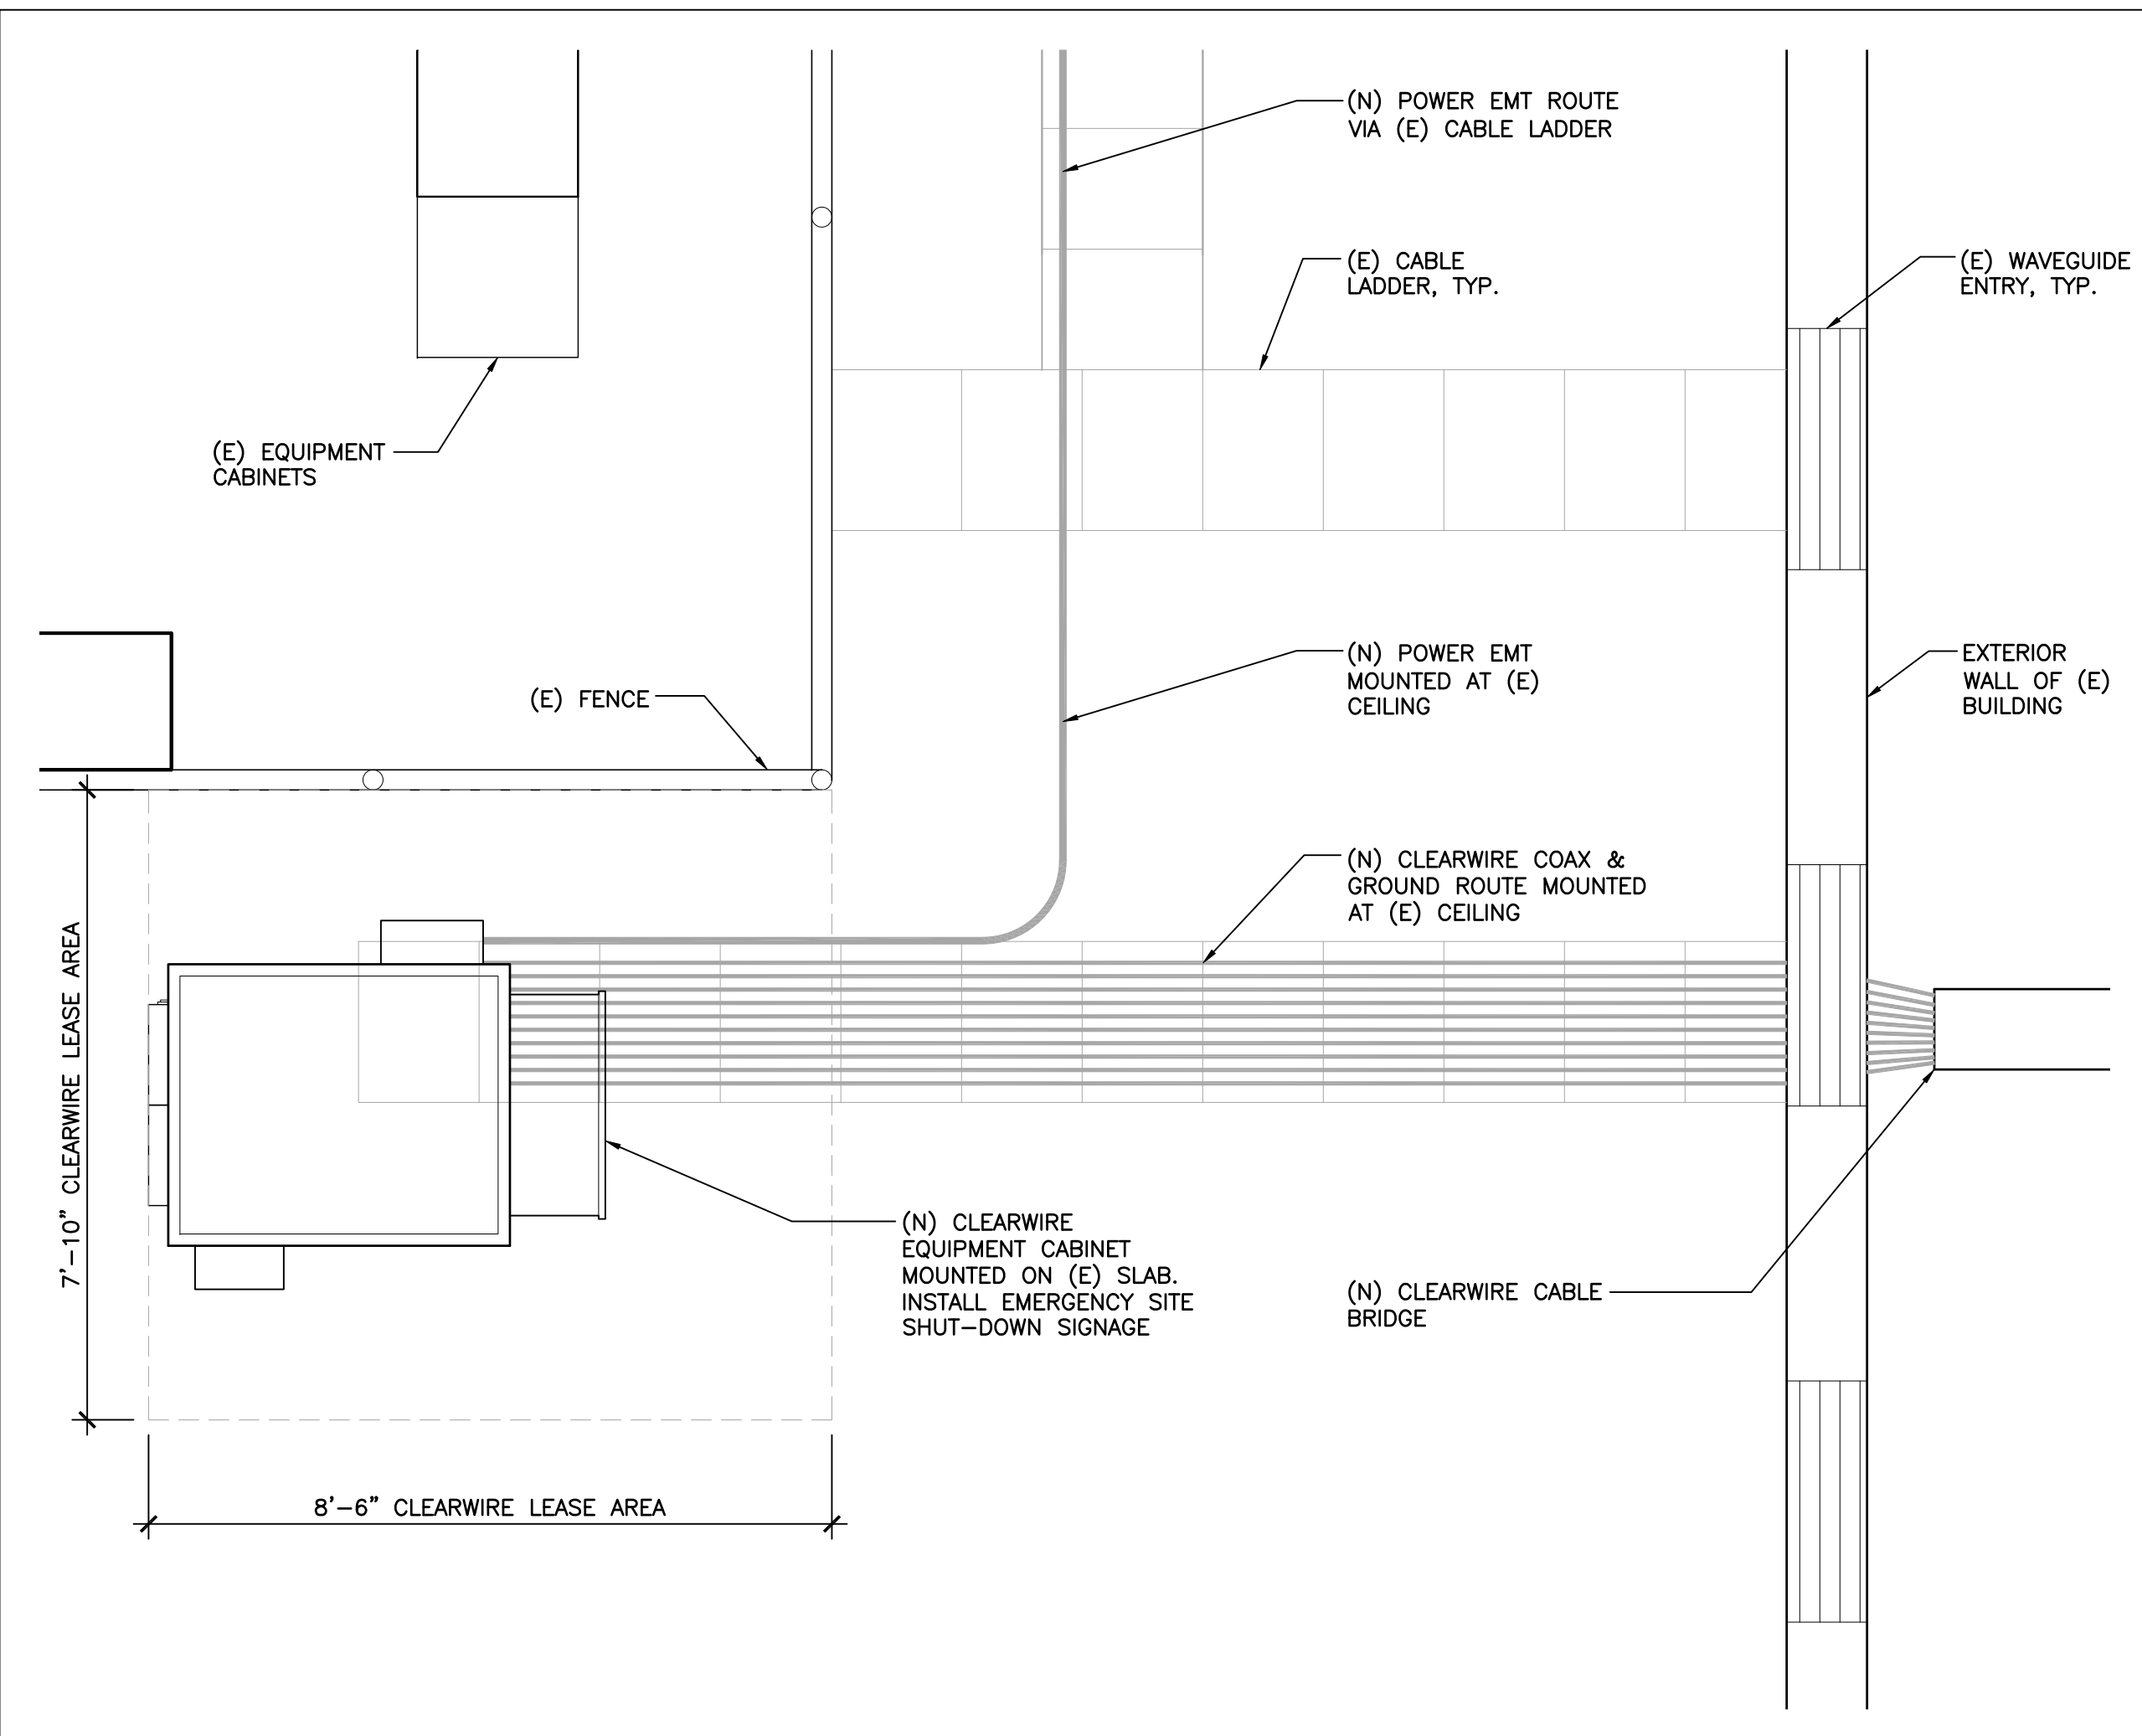 (N) POWER EMT ROUTE
VIA (E) CABLE LADDER
(E) CABLE
LADDER, TYP.
(E) WAVEGUIDE
ENTRY, TYP.
(E) EQUIPMENT
CABINETS
(E) FENCE
(N) POWER EMT
MOUNTED AT (E)
CEILING
EXTERIOR
WALL OF (E)
BUILDING
(N) CLEARWIRE COAX &
GROUND ROUTE MOUNTED
AT (E) CEILING
7'-10" CLEARWIRE LEASE AREA
(N) CLEARWIRE
EQUIPMENT CABINET
MOUNTED ON (E) SLAB.
INSTALL EMERGENCY SITE
SHUT-DOWN SIGNAGE
(N) CLEARWIRE CABLE
BRIDGE
8'-6" CLEARWIRE LEASE AREA